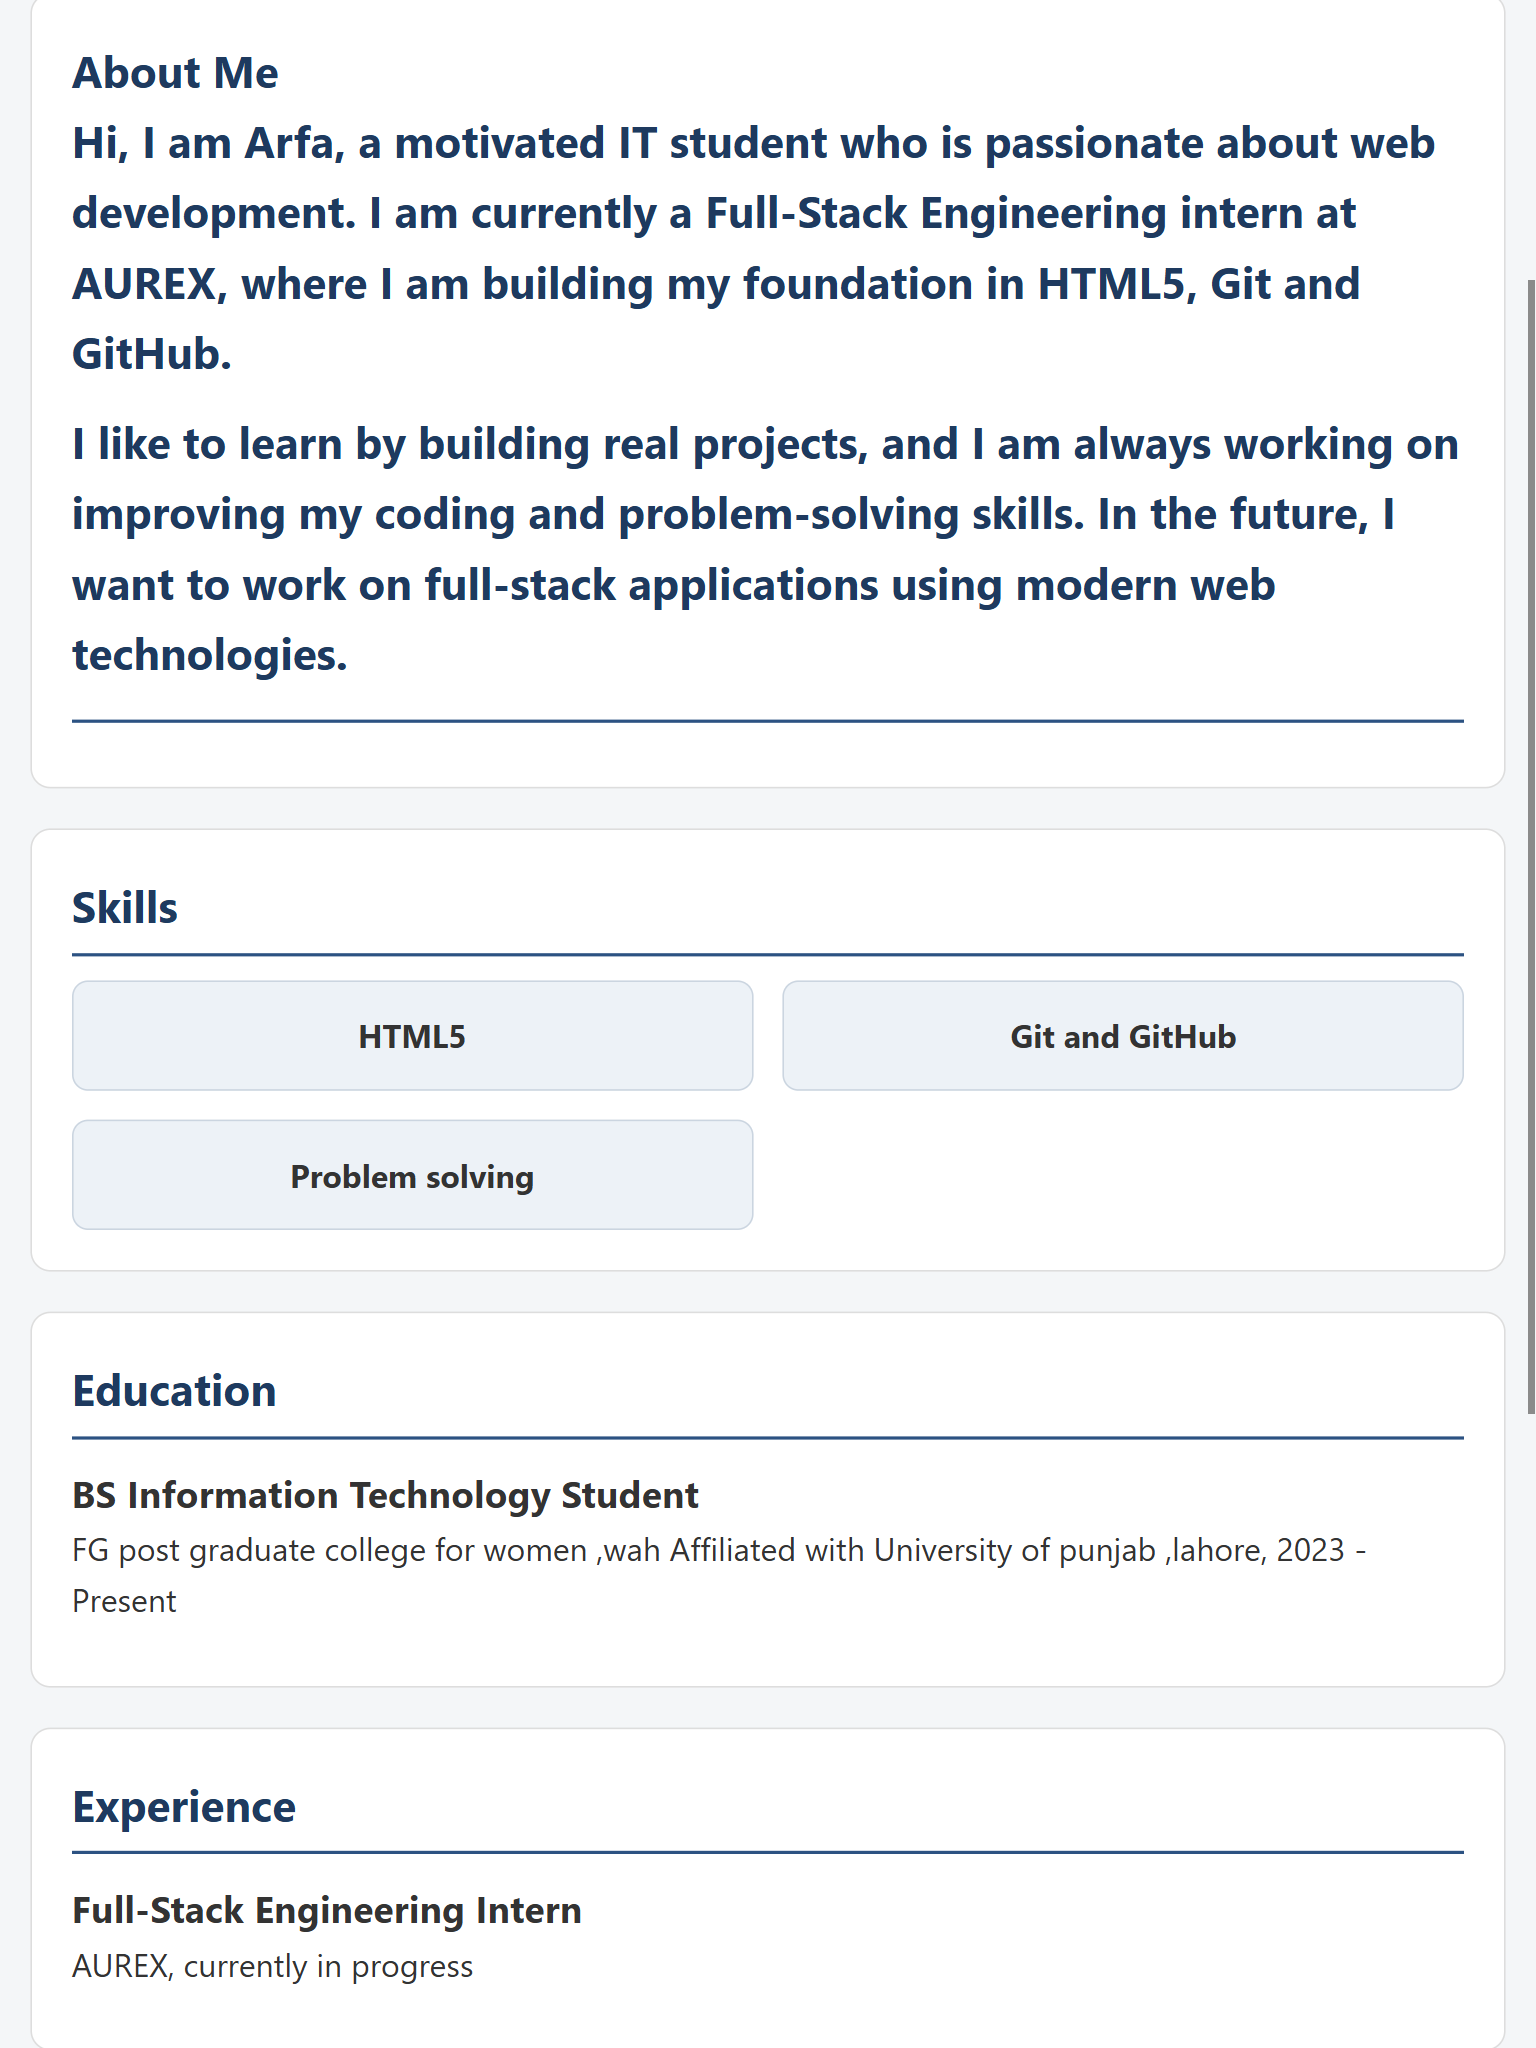 About Me
Hi, I am Arfa, a motivated IT student who is passionate about web
development. I am currently a Full-Stack Engineering intern at
AUREX, where I am building my foundation in HTML5, Git and
GitHub.
I like to learn by building real projects, and I am always working on
improving my coding and problem-solving skills. In the future, I
want to work on full-stack applications using modern web
technologies.
Skills
HTML5
Git and GitHub
Problem solving
Education
BS Information Technology Student
FG post graduate college for women ,wah Affiliated with University of punjab ,lahore, 2023 -
Present
Experience
Full-Stack Engineering Intern
AUREX, currently in progress